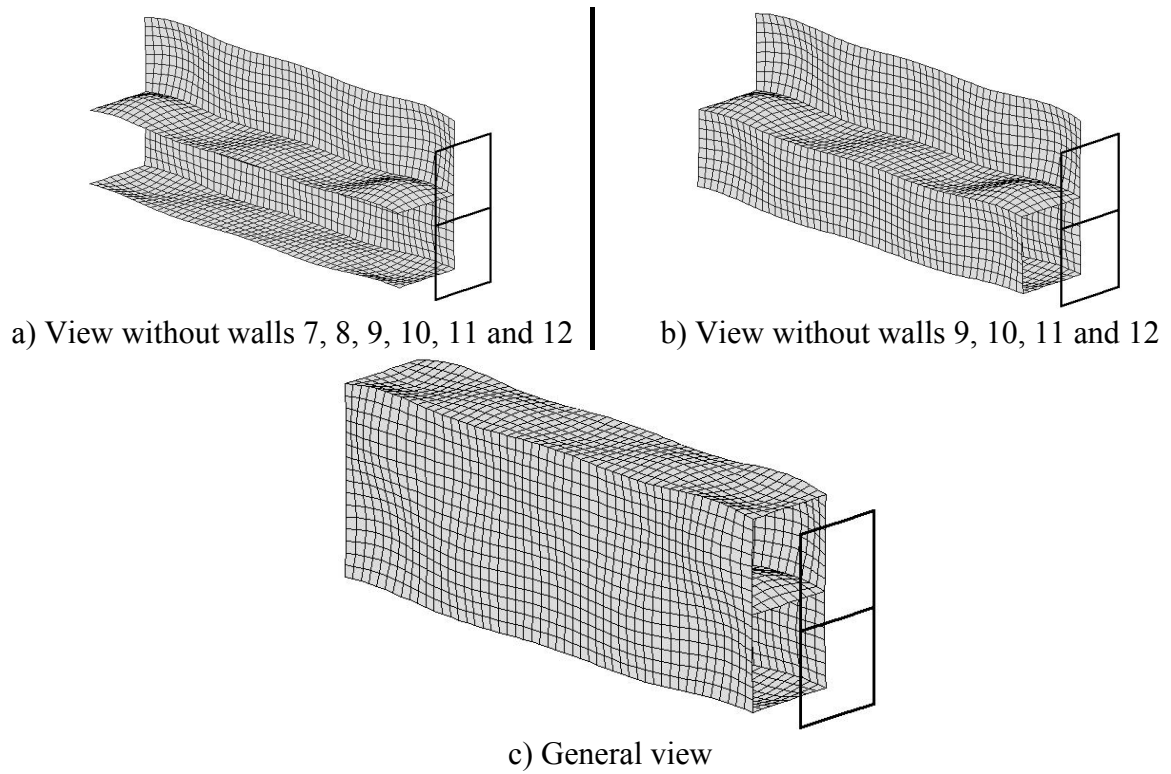 a) View without walls 7, 8, 9, 10, 11 and 12
b) View without walls 9, 10, 11 and 12
c) General view